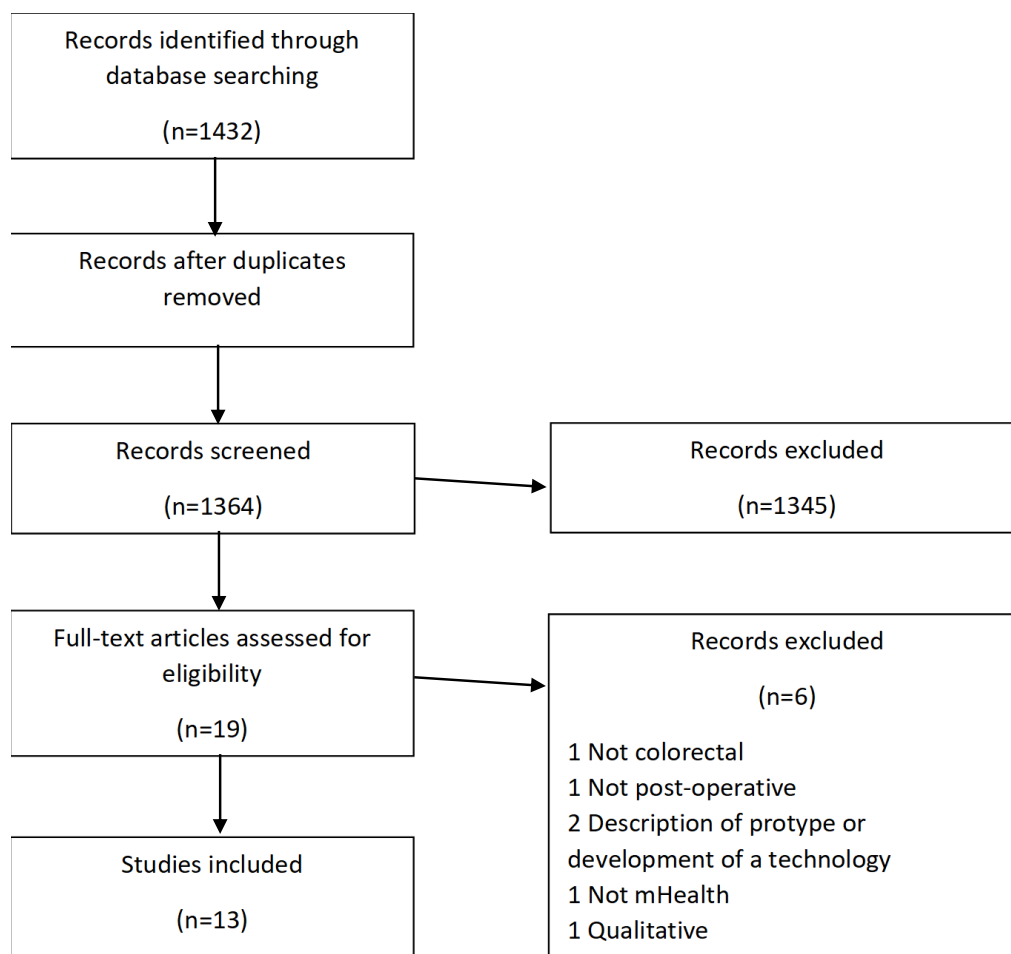 Records identified through
database searching
(n=1432)
Records after duplicates
removed
Records screened
(n=1364)
Records excluded
(n=1345)
Full-text articles assessed for
eligibility
(n=19)
Records excluded
(n=6)
1 Not colorectal
1 Not post-operative
2 Description of protype or
development of a technology
1 Not mHealth
1 Qualitative
Studies included
(n=13)